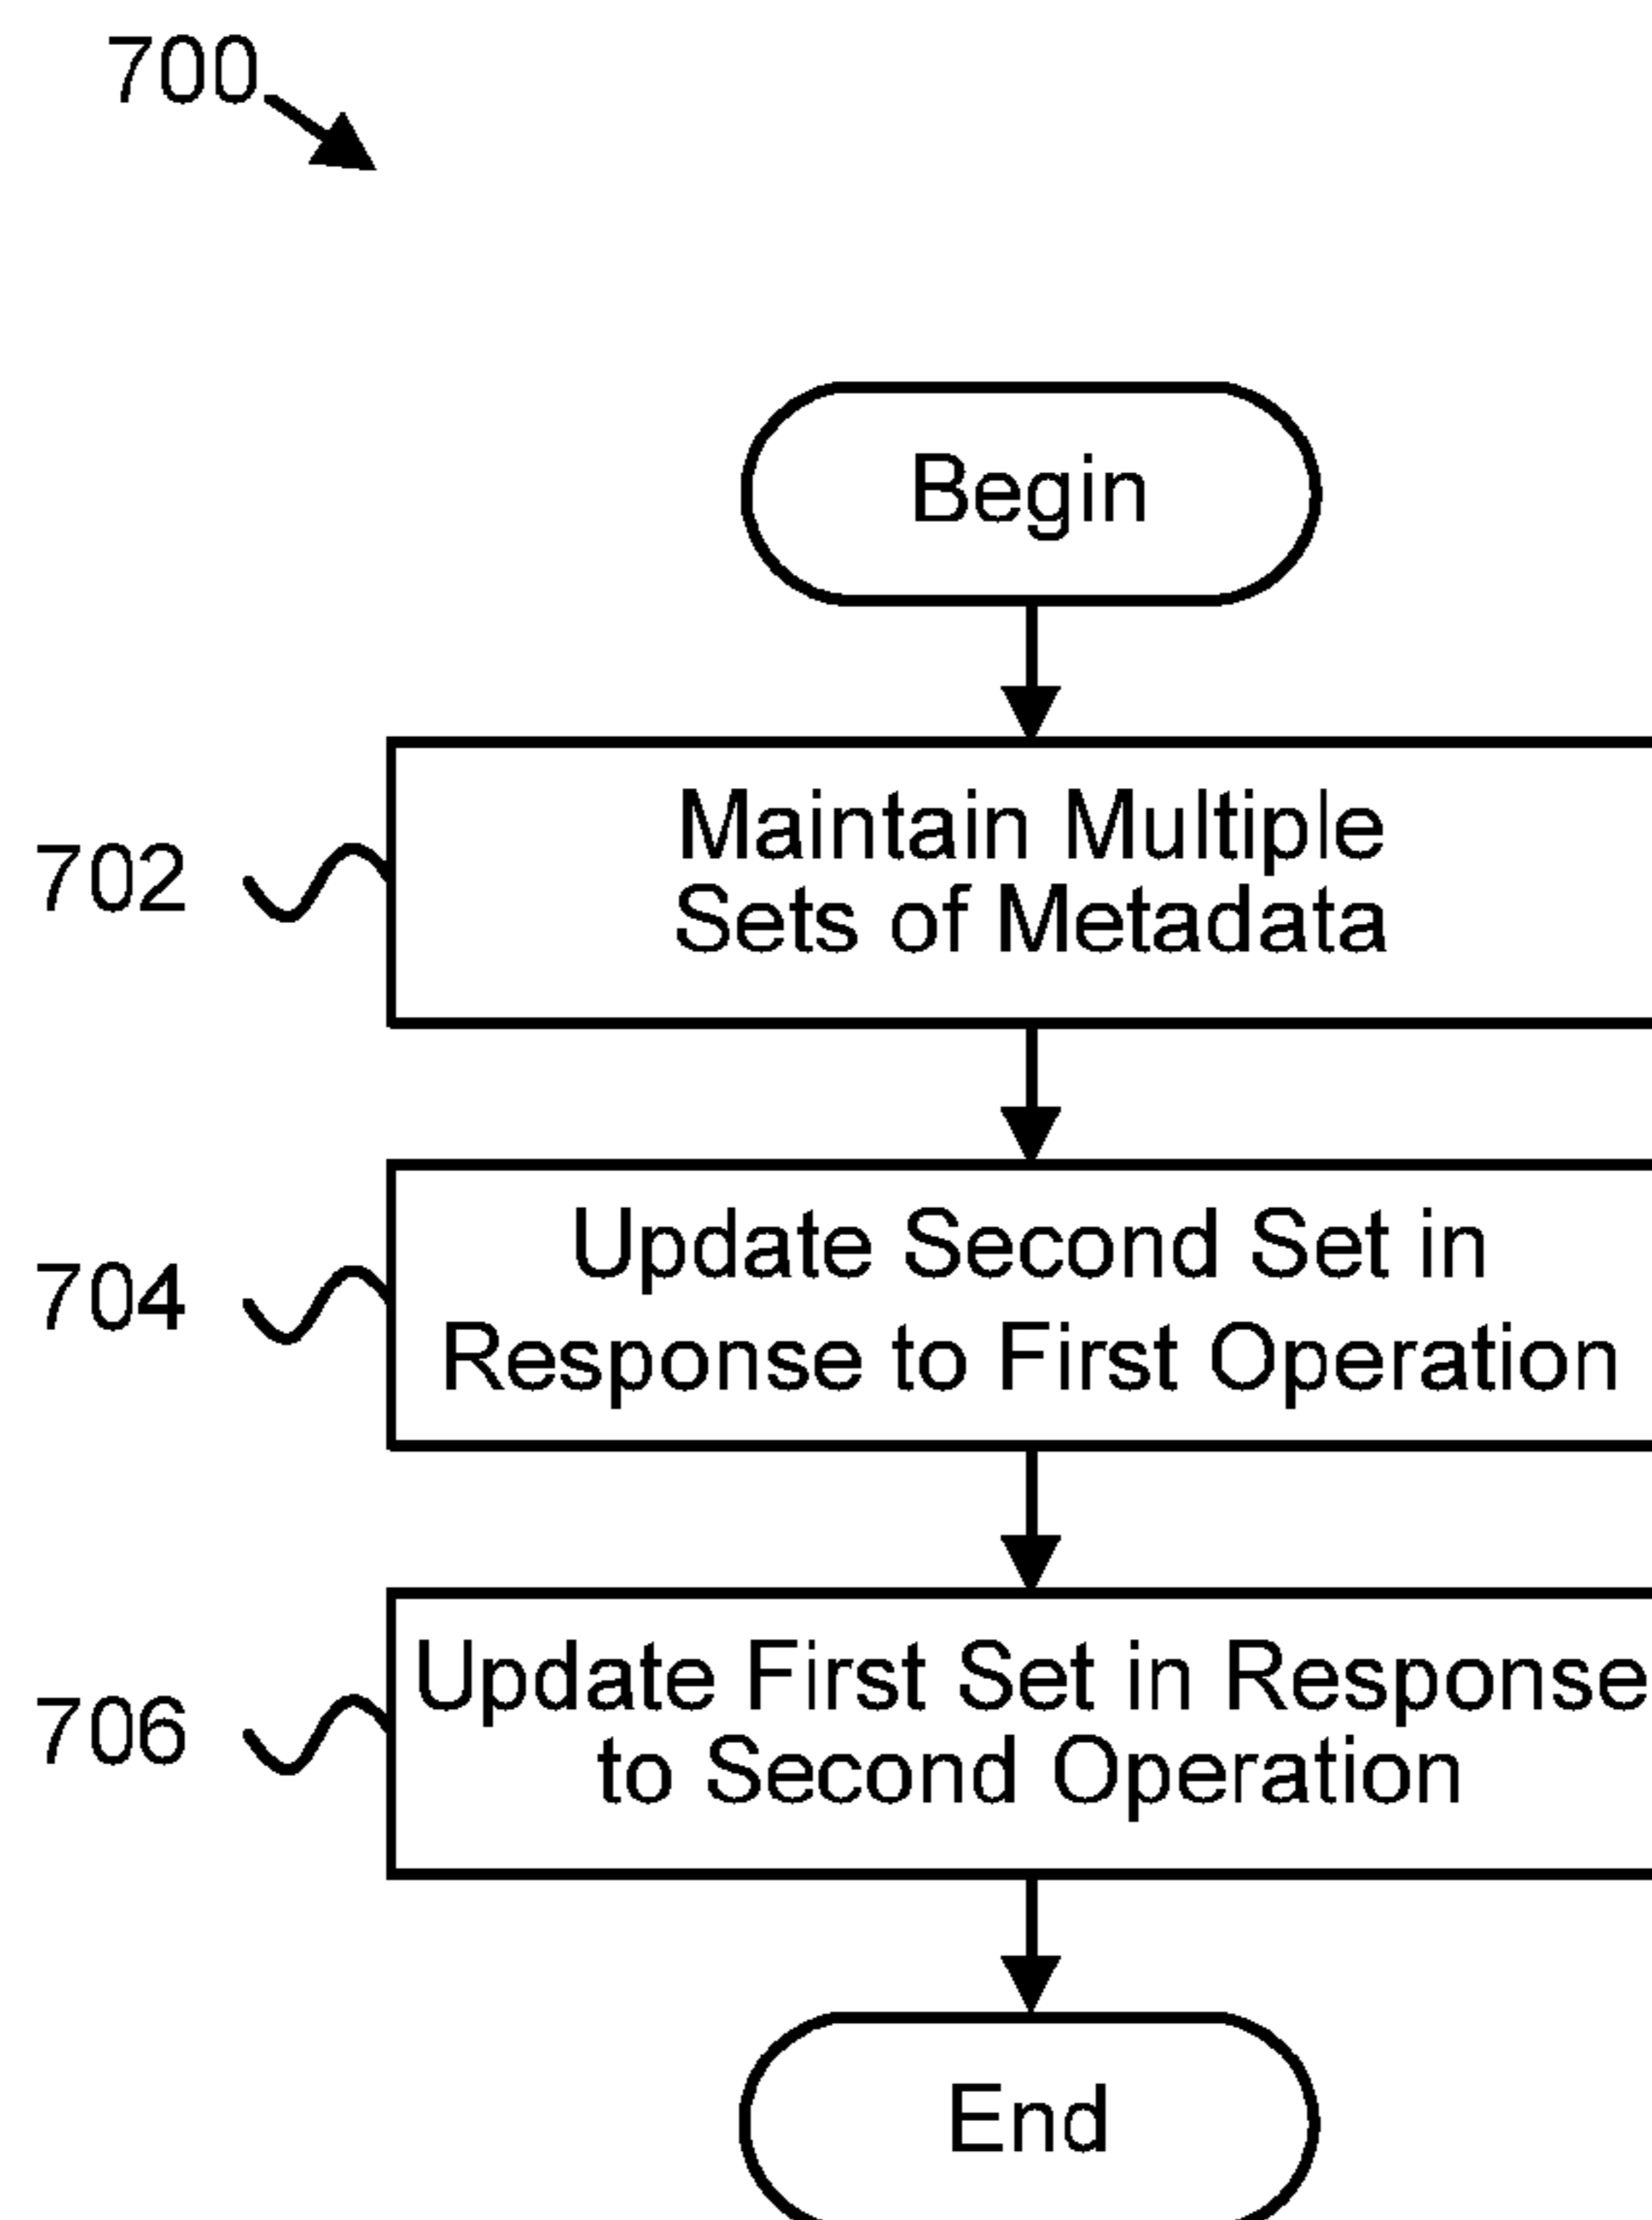 700
Begin
702
Maintain Multiple
Sets of Metadata
704
Update Second Set in
Response to First Operation
706
Update First Set in Response
to Second Operation
End